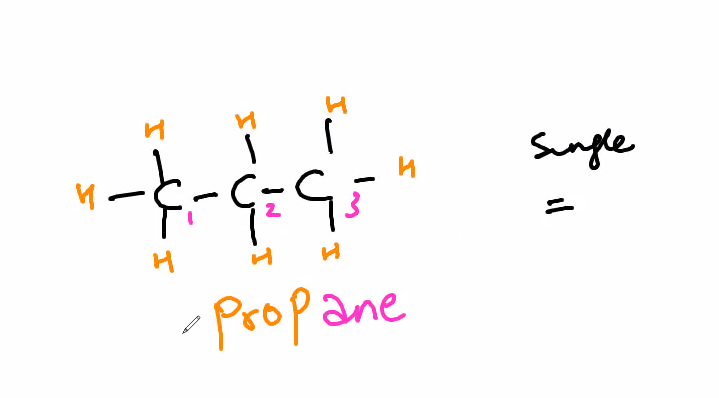 H H H
H C C C H
1 2 3
H H H
propane
Single
=